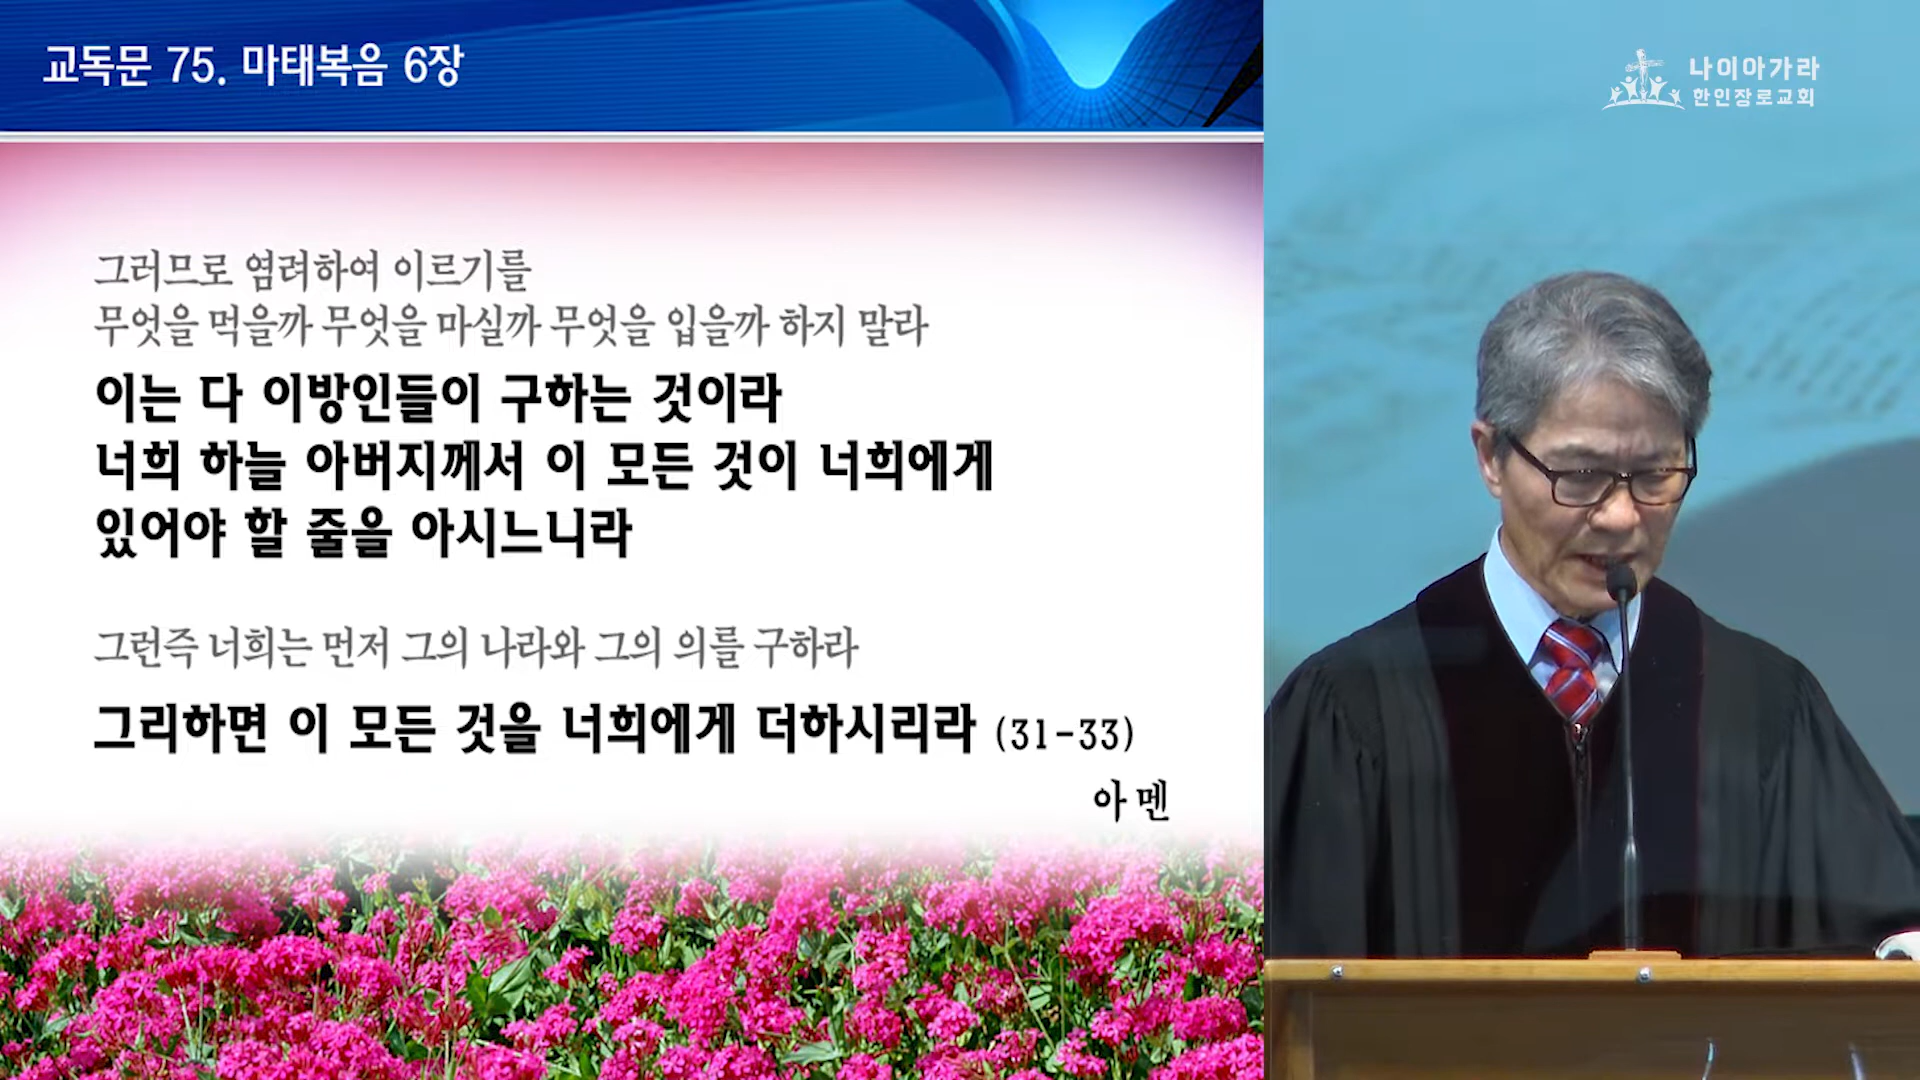 교독문 75. 마태복음 6장
나이아가라
한인장로교회
그러므로 염려하여 이르기를
무엇을 먹을까 무엇을 마실까 무엇을 입을까 하지 말라
이는 다 이방인들이 구하는 것이라
너희 하늘 아버지께서 이 모든 것이 너희에게
있어야 할 줄을 아시느니라
그런즉 너희는 먼저 그의 나라와 그의 의를 구하라
그리하면 이 모든 것을 너희에게 더하시리라 (31-33)
아 멘